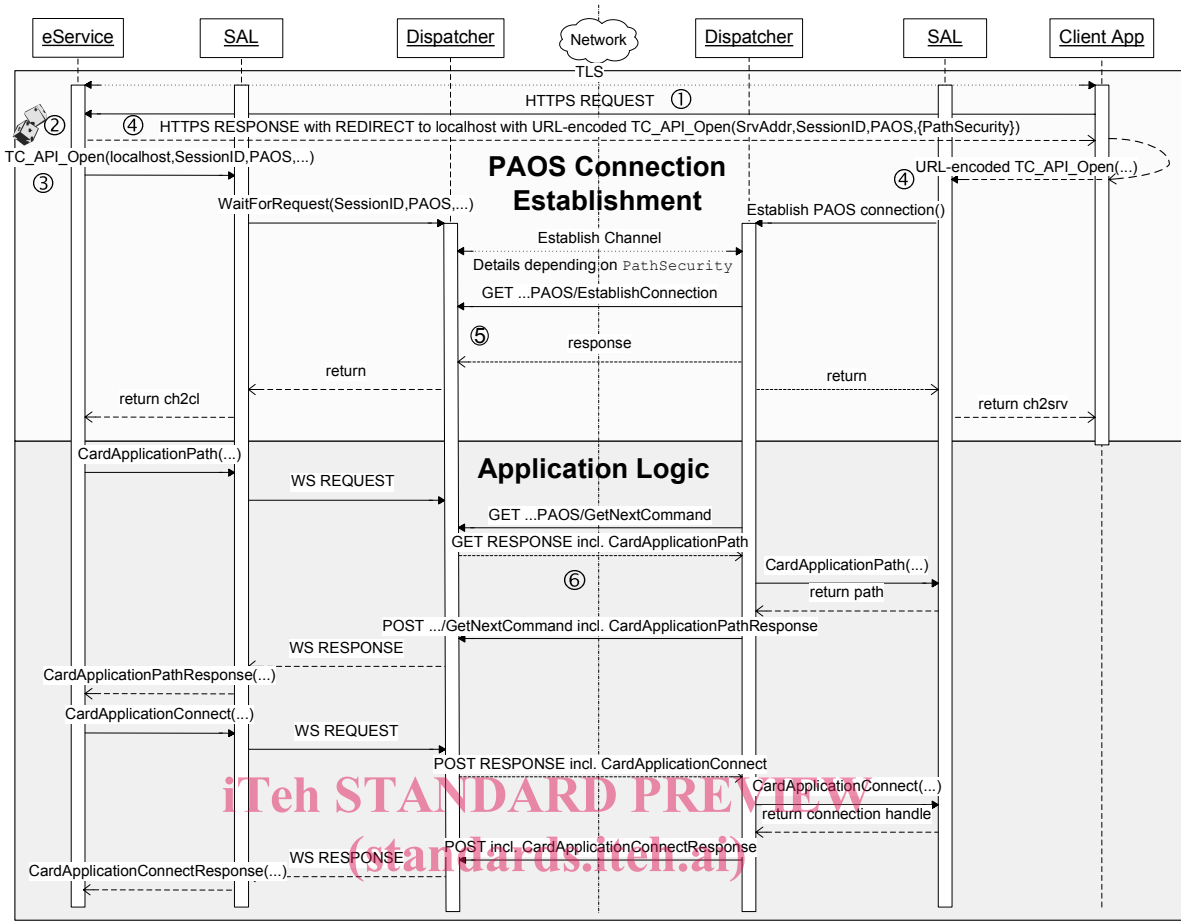 eService
SAL
Dispatcher
Network
Dispatcher
SAL
Client App
TLS
HTTPS REQUEST ①
② ④ HTTPS RESPONSE with REDIRECT to localhost with URL-encoded TC_API_Open(SrvAddr,SessionID,PAOS,{PathSecurity})
TC_API_Open(localhost,SessionID,PAOS,...)
③
PAOS Connection
Establishment
URL-encoded TC_API_Open(...)
④
WaitForRequest(SessionID,PAOS,...)
Establish PAOS connection()
Establish Channel
Details depending on PathSecurity
GET ...PAOS/EstablishConnection
⑤
response
return
return
return ch2cl
return ch2srv
CardApplicationPath(...)
Application Logic
WS REQUEST
GET ...PAOS/GetNextCommand
GET RESPONSE incl. CardApplicationPath
⑥
CardApplicationPath(...)
return path
POST .../GetNextCommand incl. CardApplicationPathResponse
WS RESPONSE
CardApplicationPathResponse(...)
CardApplicationConnect(...)
WS REQUEST
POST RESPONSE incl. CardApplicationConnect
iTeh STANDARD PREVIEW
CardApplicationConnect(...)
return connection handle
POST incl. CardApplicationConnectResponse
WS RESPONSE
(standards.iteh.ai)
CardApplicationConnectResponse(...)